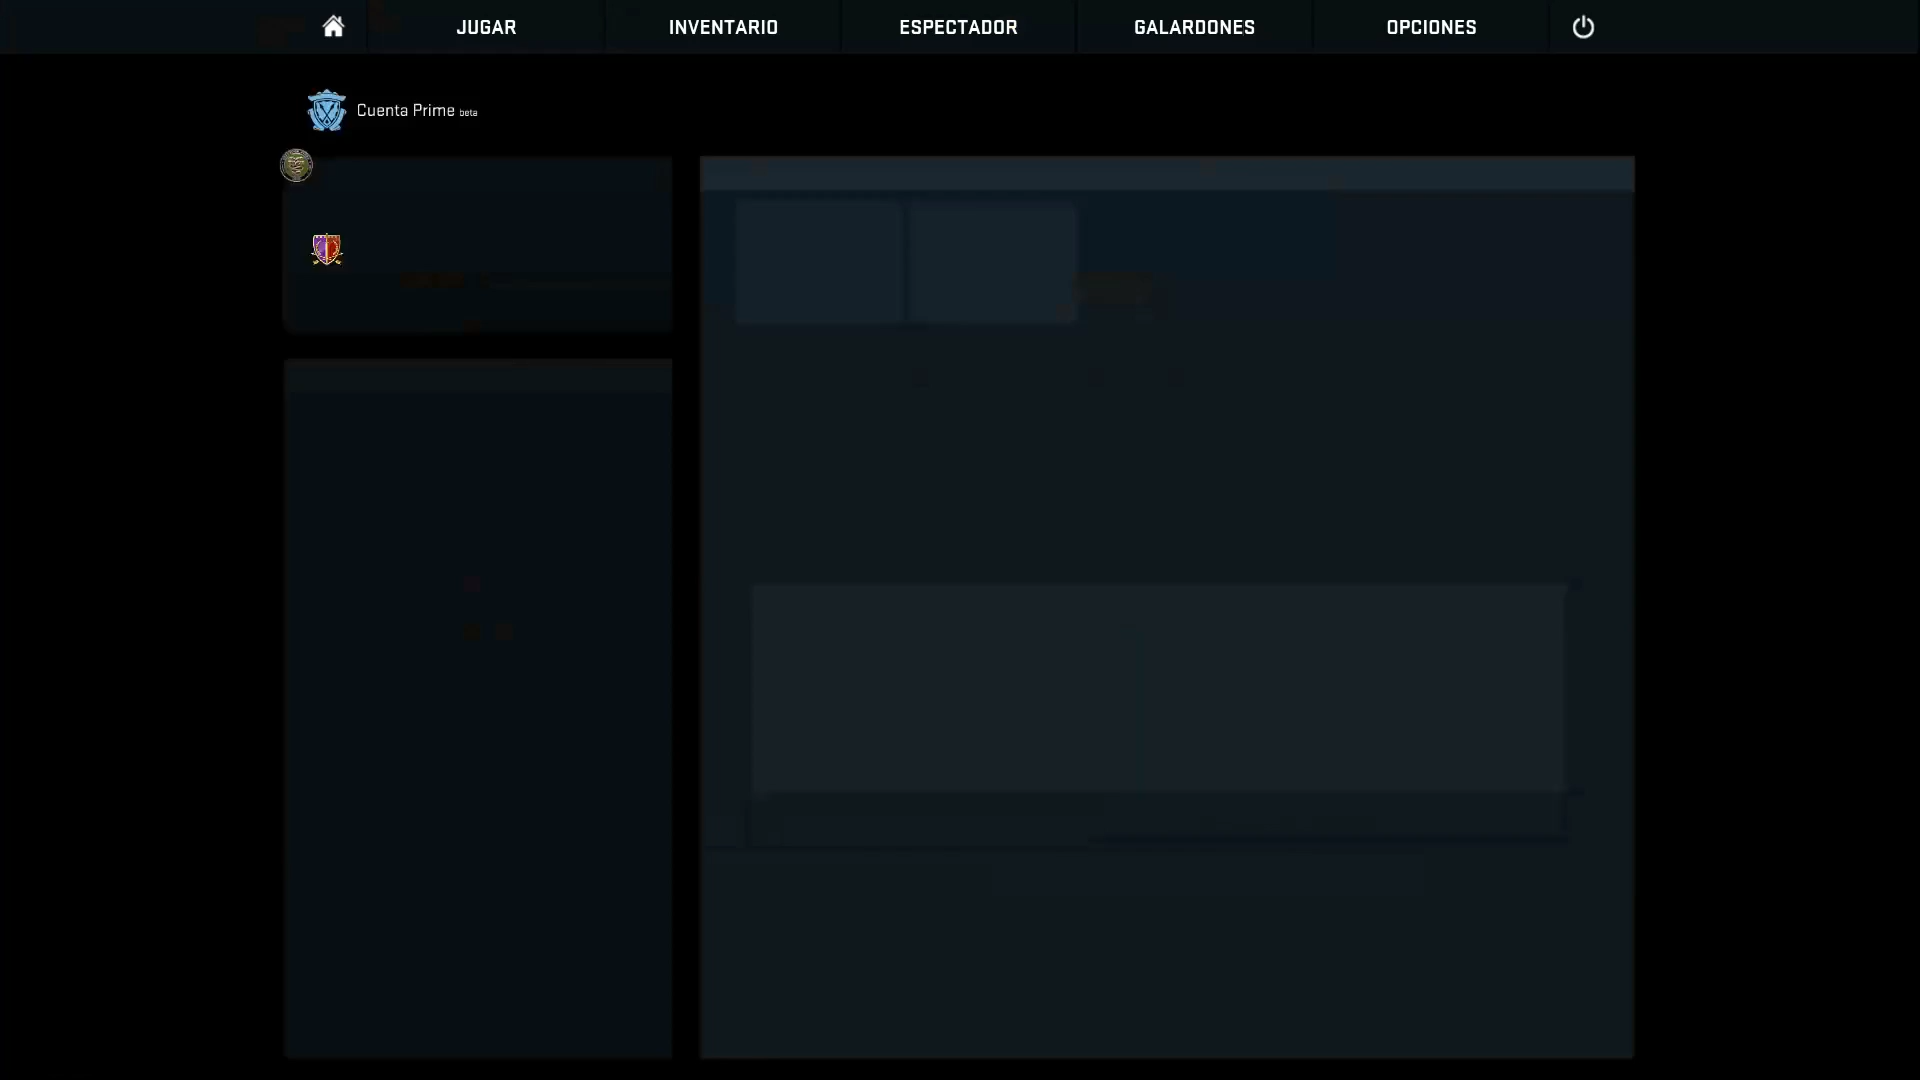 JUGAR
INVENTARIO
ESPECTADOR
GALARDONES
OPCIONES
Cuenta Prime beta